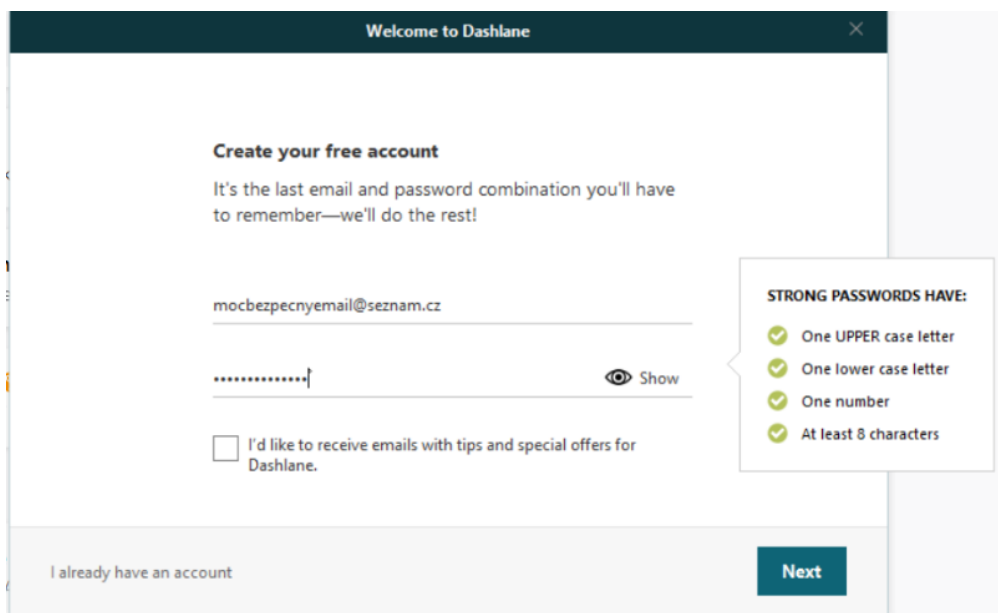 Welcome to Dashlane
Create your free account
It's the last email and password combination you'll have
to remember—we'll do the rest!
mocbezpecnyemail@seznam.cz
••••••••••••••
Show
STRONG PASSWORDS HAVE:
One UPPER case letter
One lower case letter
One number
At least 8 characters
I'd like to receive emails with tips and special offers for
Dashlane.
I already have an account
Next